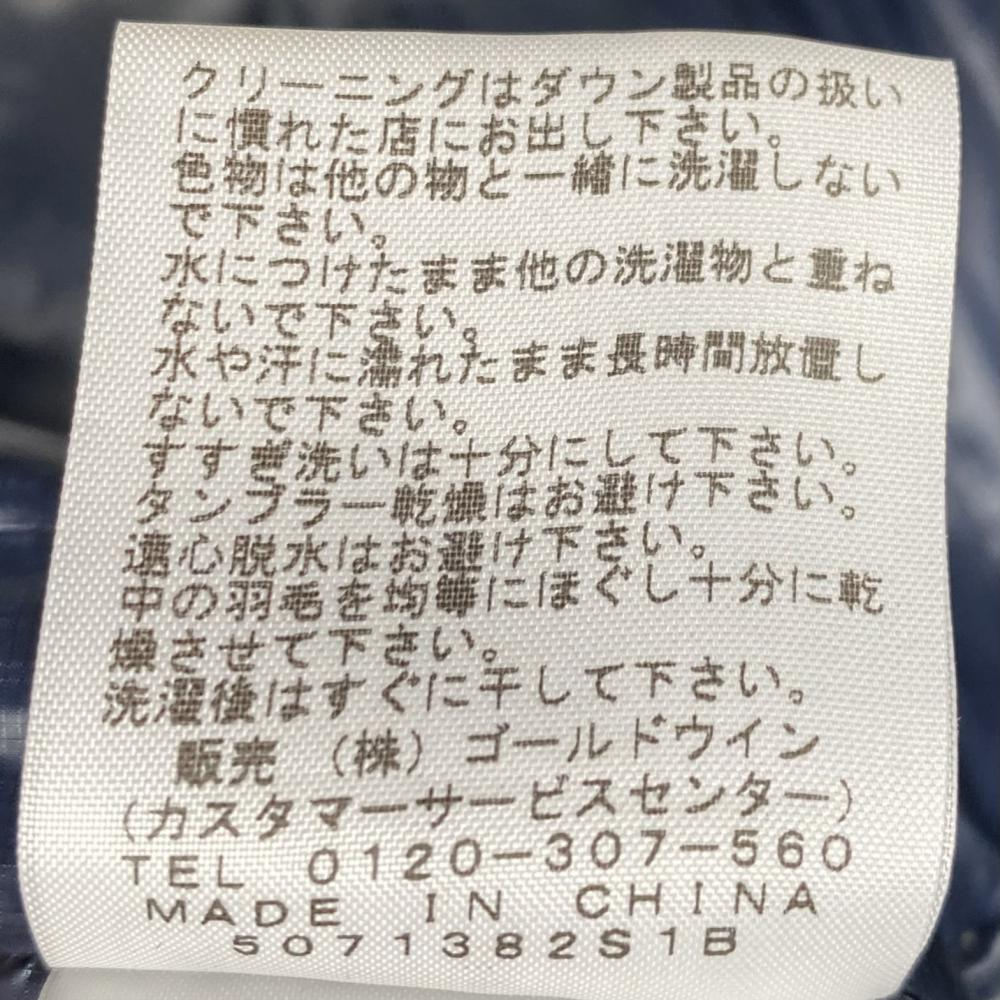 クリーニングはダウン製品の扱い
に慣れた店にお出し下さい。
色物は他の物と一緒に洗濯しない
で下さい。
水につけたまま他の洗濯物と重ね
ないで下さい。
水や汗に濡れたまま長時間放置し
ないで下さい。
すすぎ洗いは十分にして下さい。
タンブラー乾燥はお避け下さい。
遠心脱水はお避け下さい。
中の羽毛を均等にほぐし十分に乾
燥させて下さい。
洗濯後はすぐに干して下さい。
販売 (株) ゴールドウイン
(カスタマーサービスセンター)
TEL 0120-307-560
MADE IN CHINA
5071382S1B